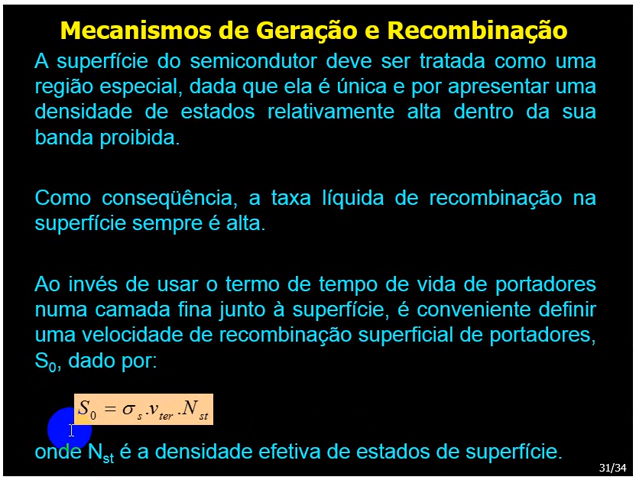 Mecanismos de Geração e Recombinação
A superfície do semicondutor deve ser tratada como uma
região especial, dada que ela é única e por apresentar uma
densidade de estados relativamente alta dentro da sua
banda proibida.
Como conseqüência, a taxa líquida de recombinação na
superfície sempre é alta.
Ao invés de usar o termo de tempo de vida de portadores
numa camada fina junto à superfície, é conveniente definir
uma velocidade de recombinação superficial de portadores,
S₀, dado por:
S₀ = σₛ.vₜₑᵣ.Nₛₜ
onde Nₛₜ é a densidade efetiva de estados de superfície.
31/34